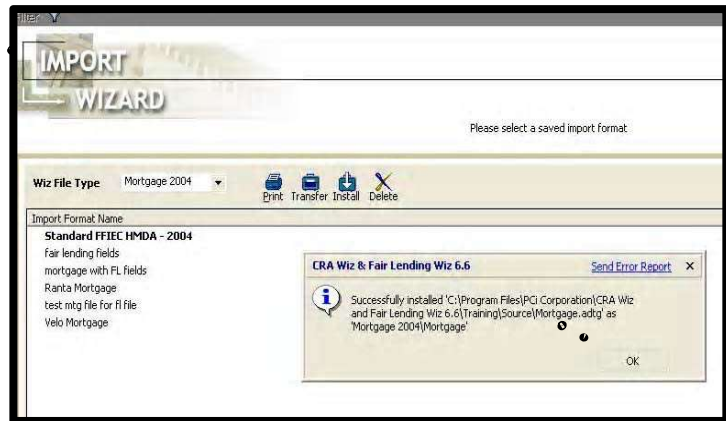 Filter
IMPORT
WIZARD
Please select a saved import format
Wiz File Type Mortgage 2004
Print Transfer Install Delete
Import Format Name
Standard FFIEC HMDA - 2004
fair lending fields
mortgage with FL fields
Ranta Mortgage
test mtg file for fl file
Velo Mortgage
CRA Wiz & Fair Lending Wiz 6.6 Send Error Report X
Successfully installed 'C:\Program Files\PCi Corporation\CRA Wiz
and Fair Lending Wiz 6.6\Training\Source\Mortgage.adtg' as
'Mortgage 2004\Mortgage'
OK